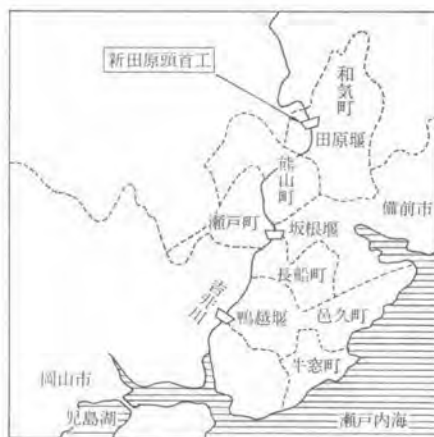 新田原頭首工
和気町
田原堰
熊山町
瀬戸町
備前市
坂根堰
長船町
吉井川
鴨越堰
邑久町
牛窓町
岡山市
児島湖
瀬戸内海